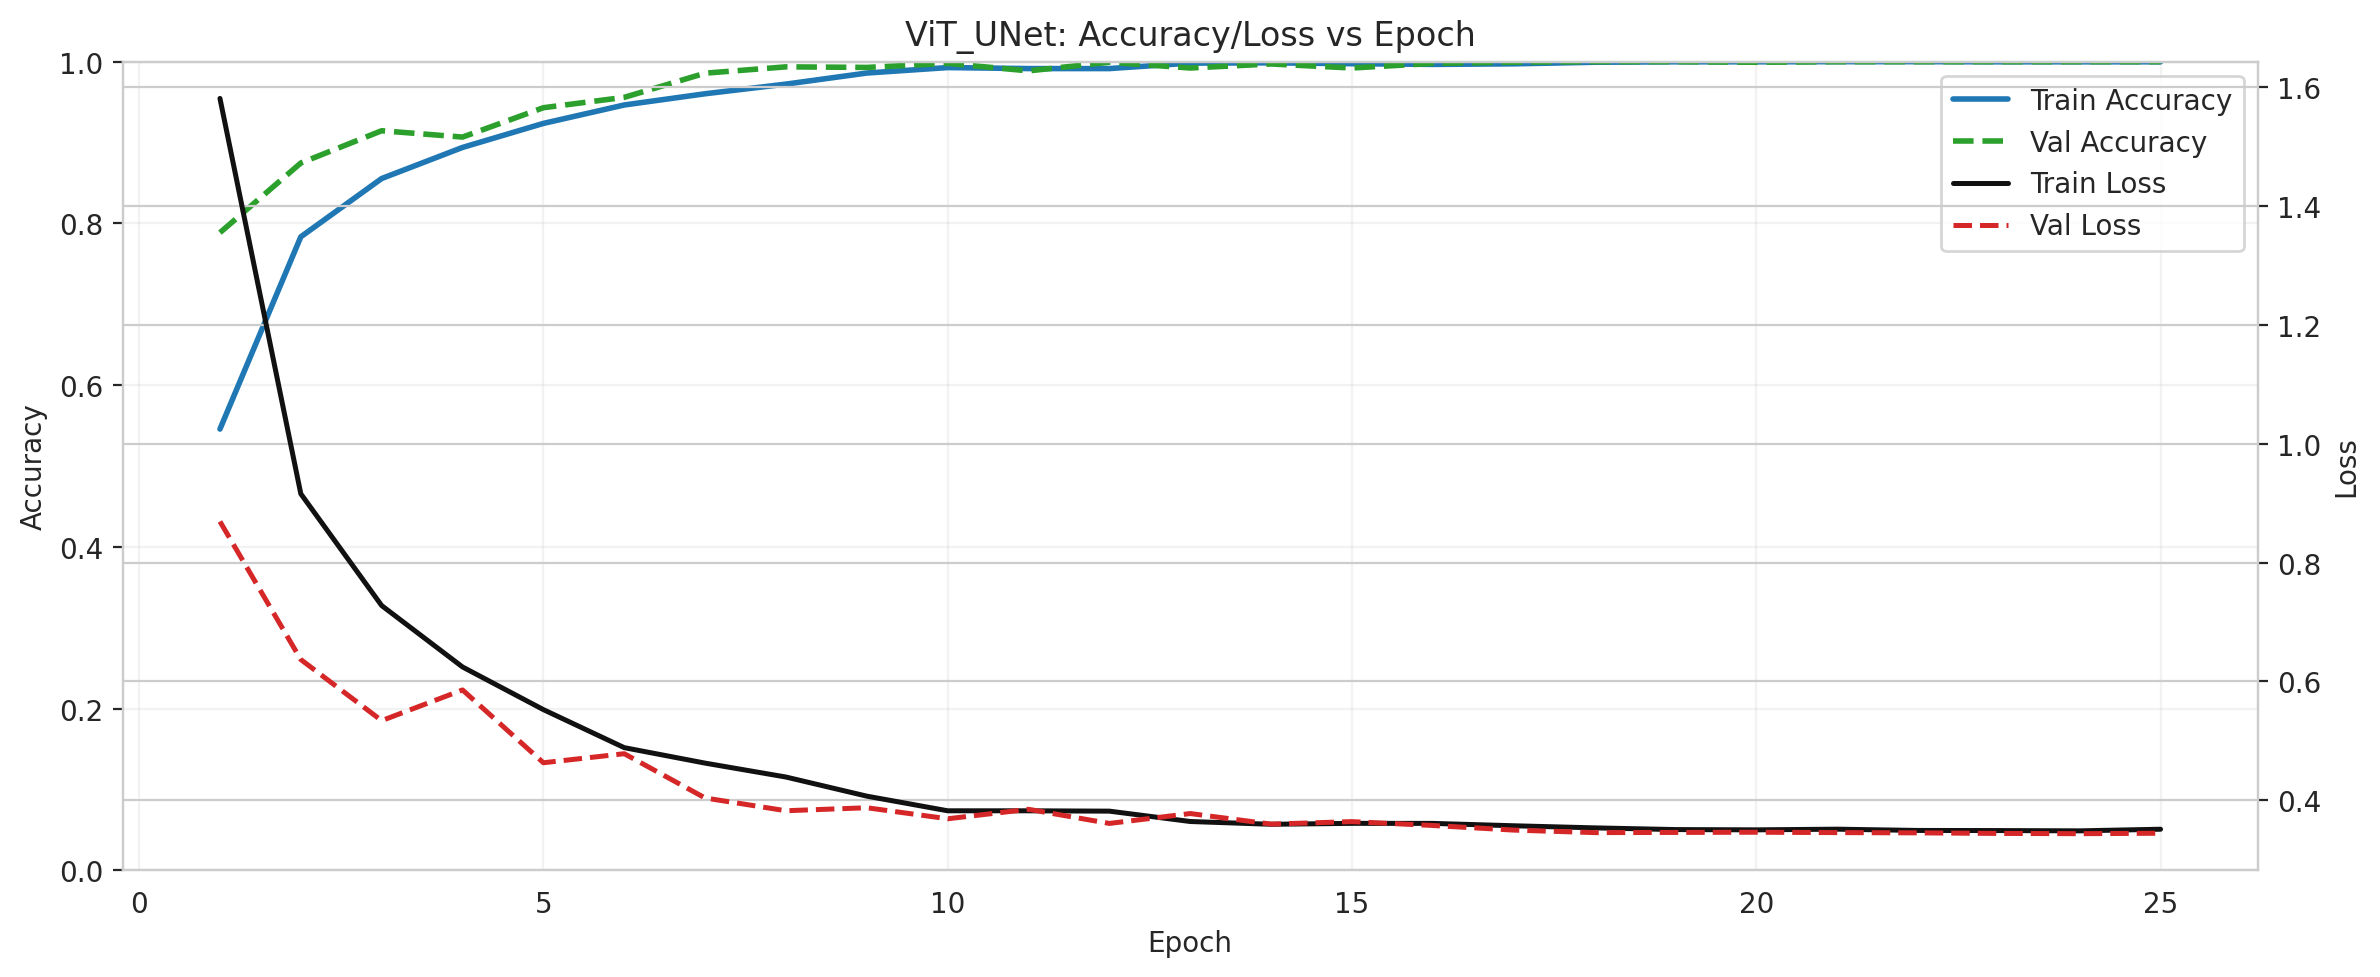 ViT_UNet: Accuracy/Loss vs Epoch
1.0
0.8
0.6
0.4
0.2
0.0
Accuracy
1.6
1.4
1.2
1.0
0.8
0.6
0.4
Loss
Train Accuracy
Val Accuracy
Train Loss
Val Loss
0 5 10 15 20 25
Epoch